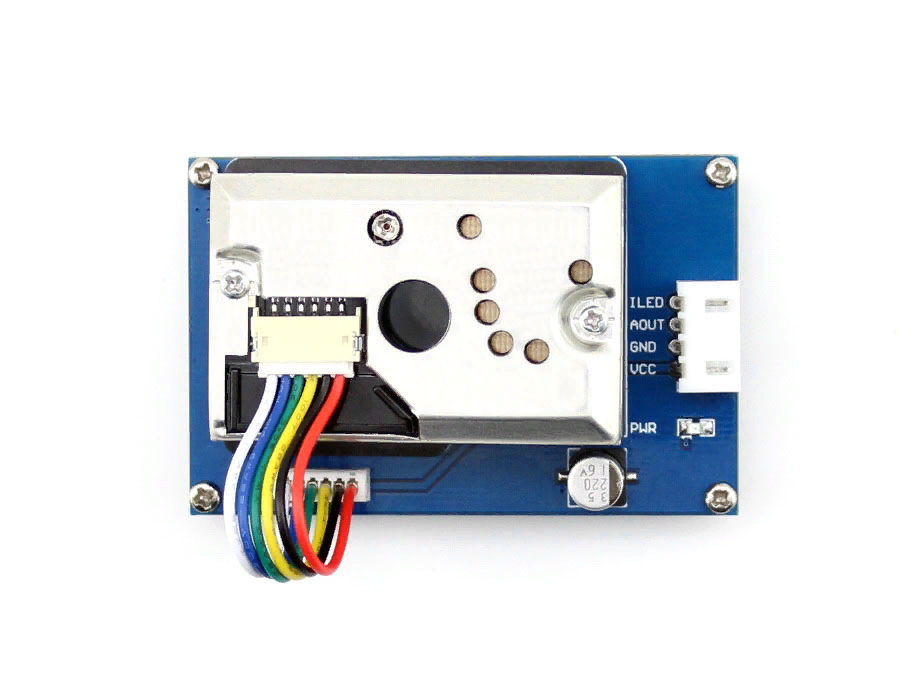 ILED
AOUT
GND
VCC
PWR
35
220
16V